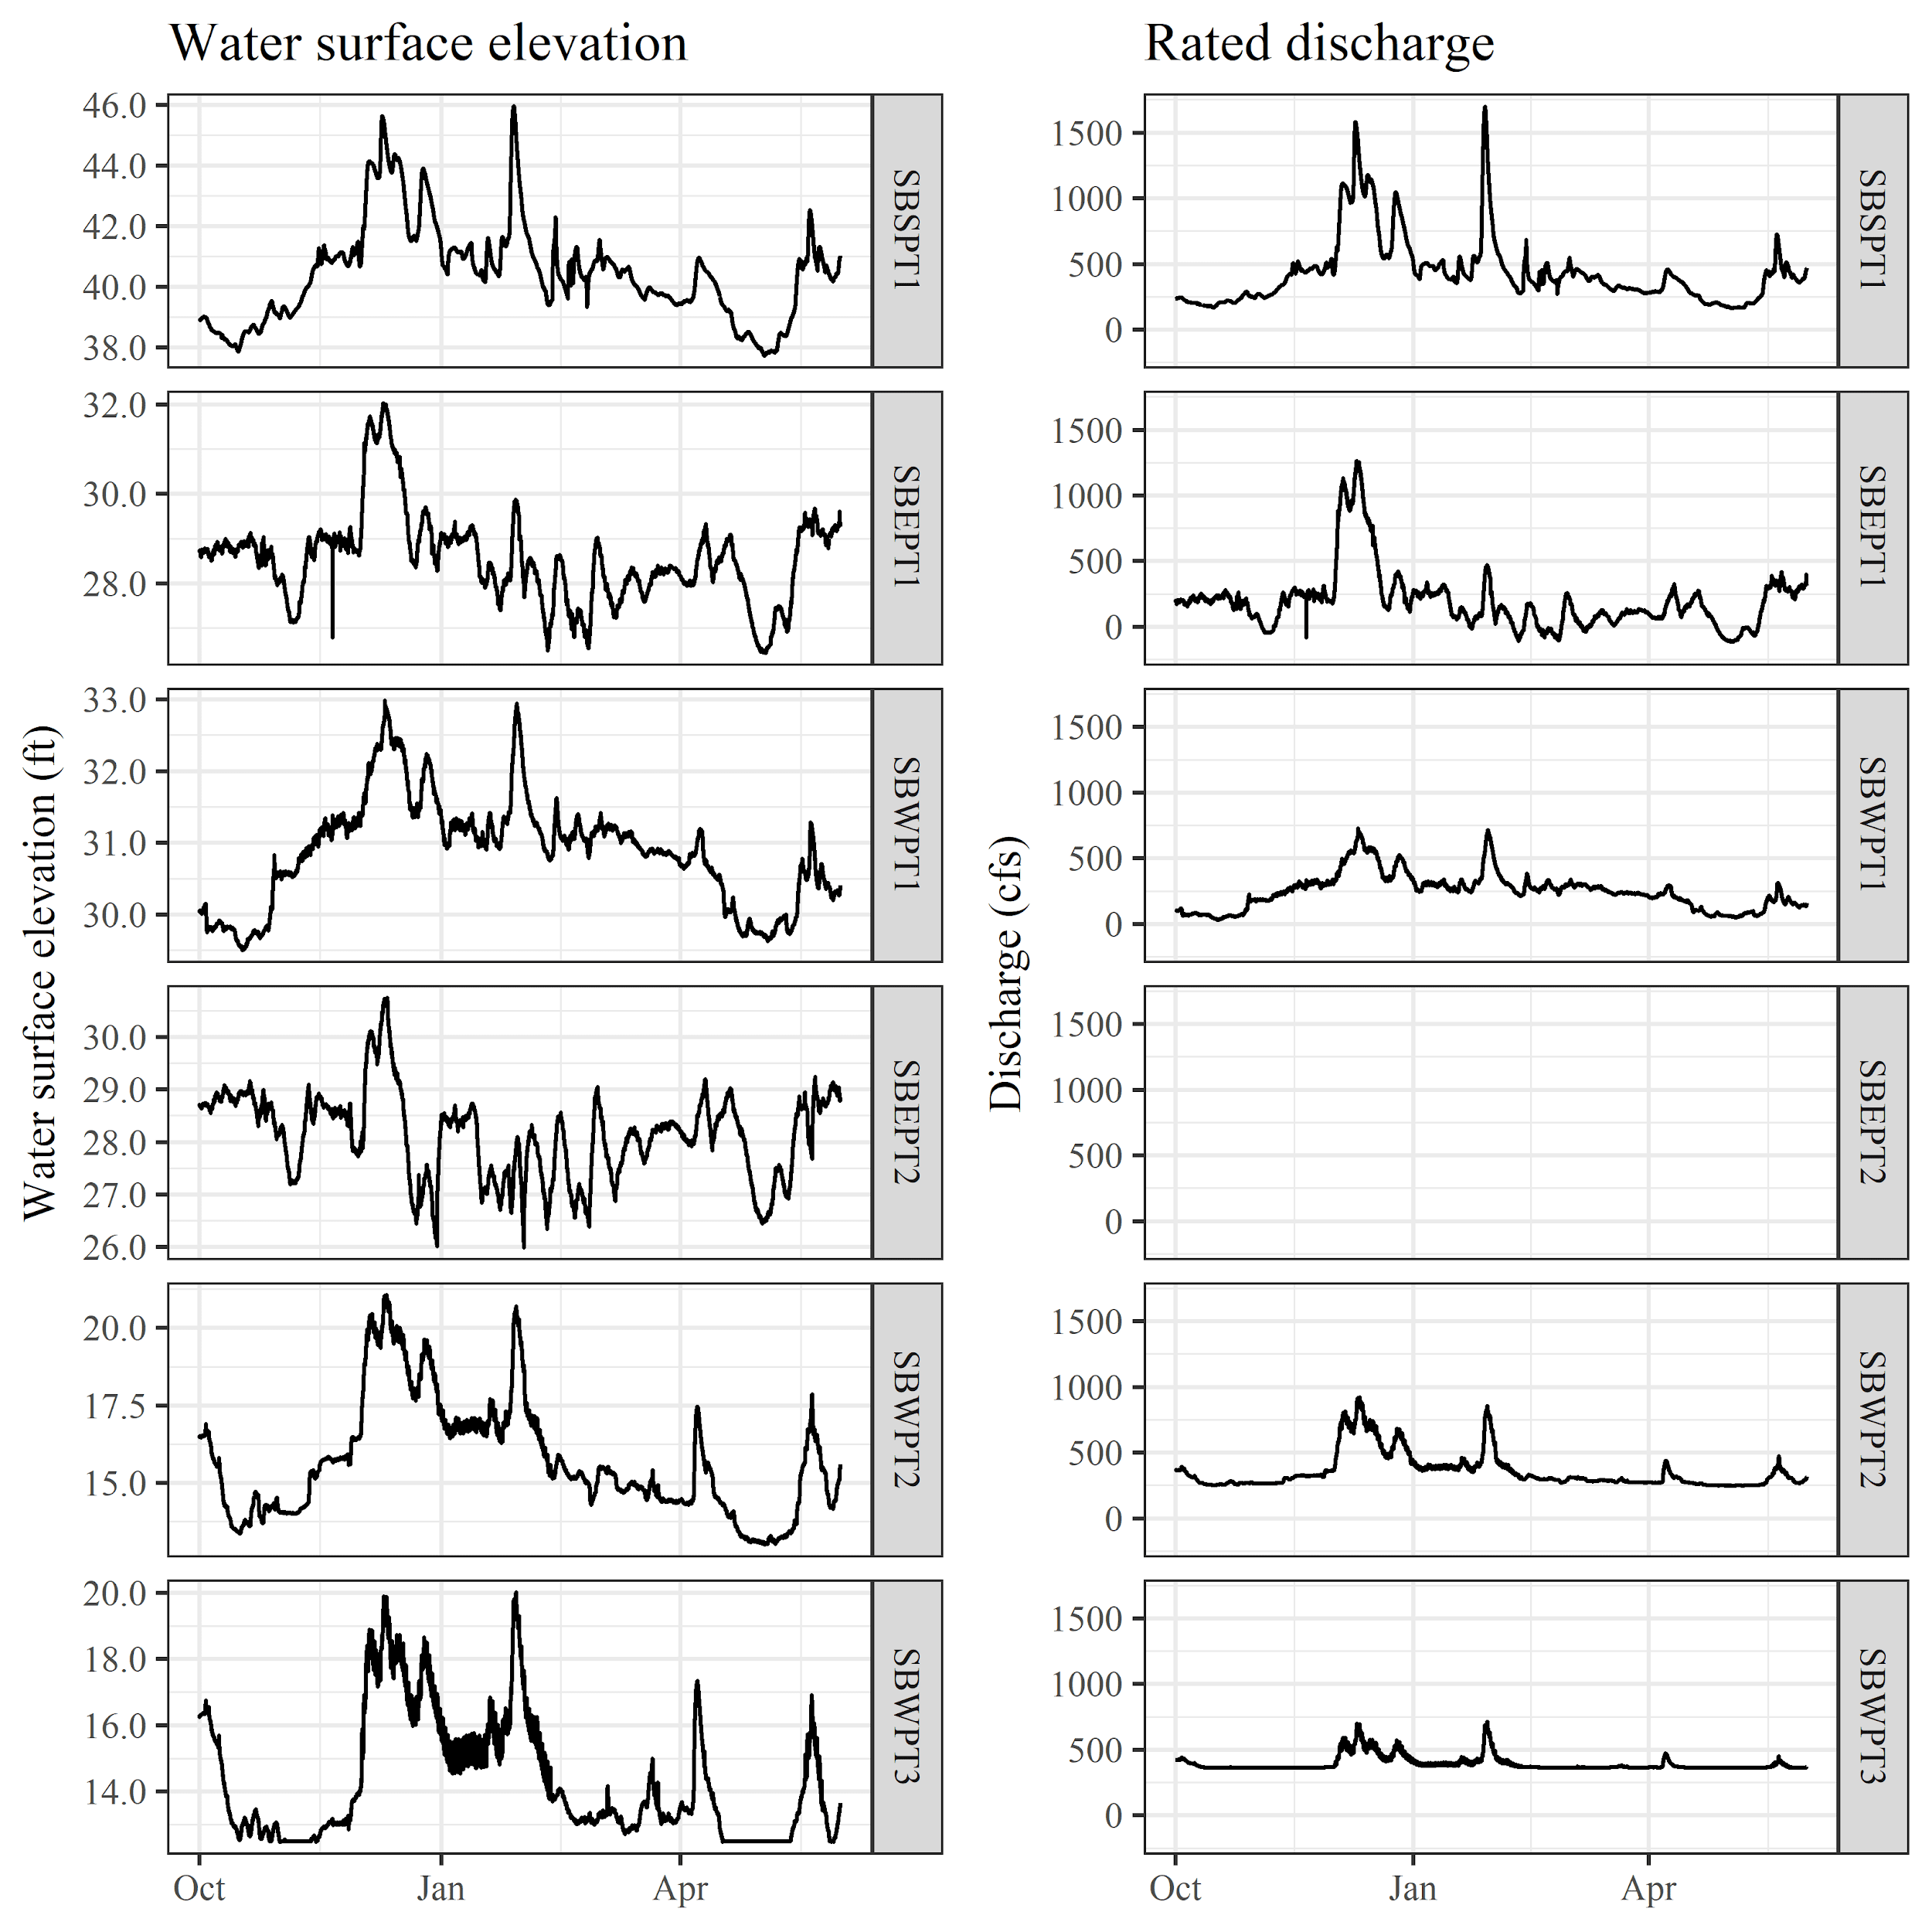 Water surface elevation
Rated discharge
Water surface elevation (ft)
46.0
44.0
42.0
40.0
38.0
SBSPT1
32.0
30.0
28.0
SBEPT1
33.0
32.0
31.0
30.0
SBWPT1
30.0
29.0
28.0
27.0
26.0
SBEPT2
20.0
17.5
15.0
SBWPT2
20.0
18.0
16.0
14.0
SBWPT3
Oct Jan Apr
Discharge (cfs)
1500
1000
500
0
SBSPT1
1500
1000
500
0
SBEPT1
1500
1000
500
0
SBWPT1
1500
1000
500
0
SBEPT2
1500
1000
500
0
SBWPT2
1500
1000
500
0
SBWPT3
Oct Jan Apr